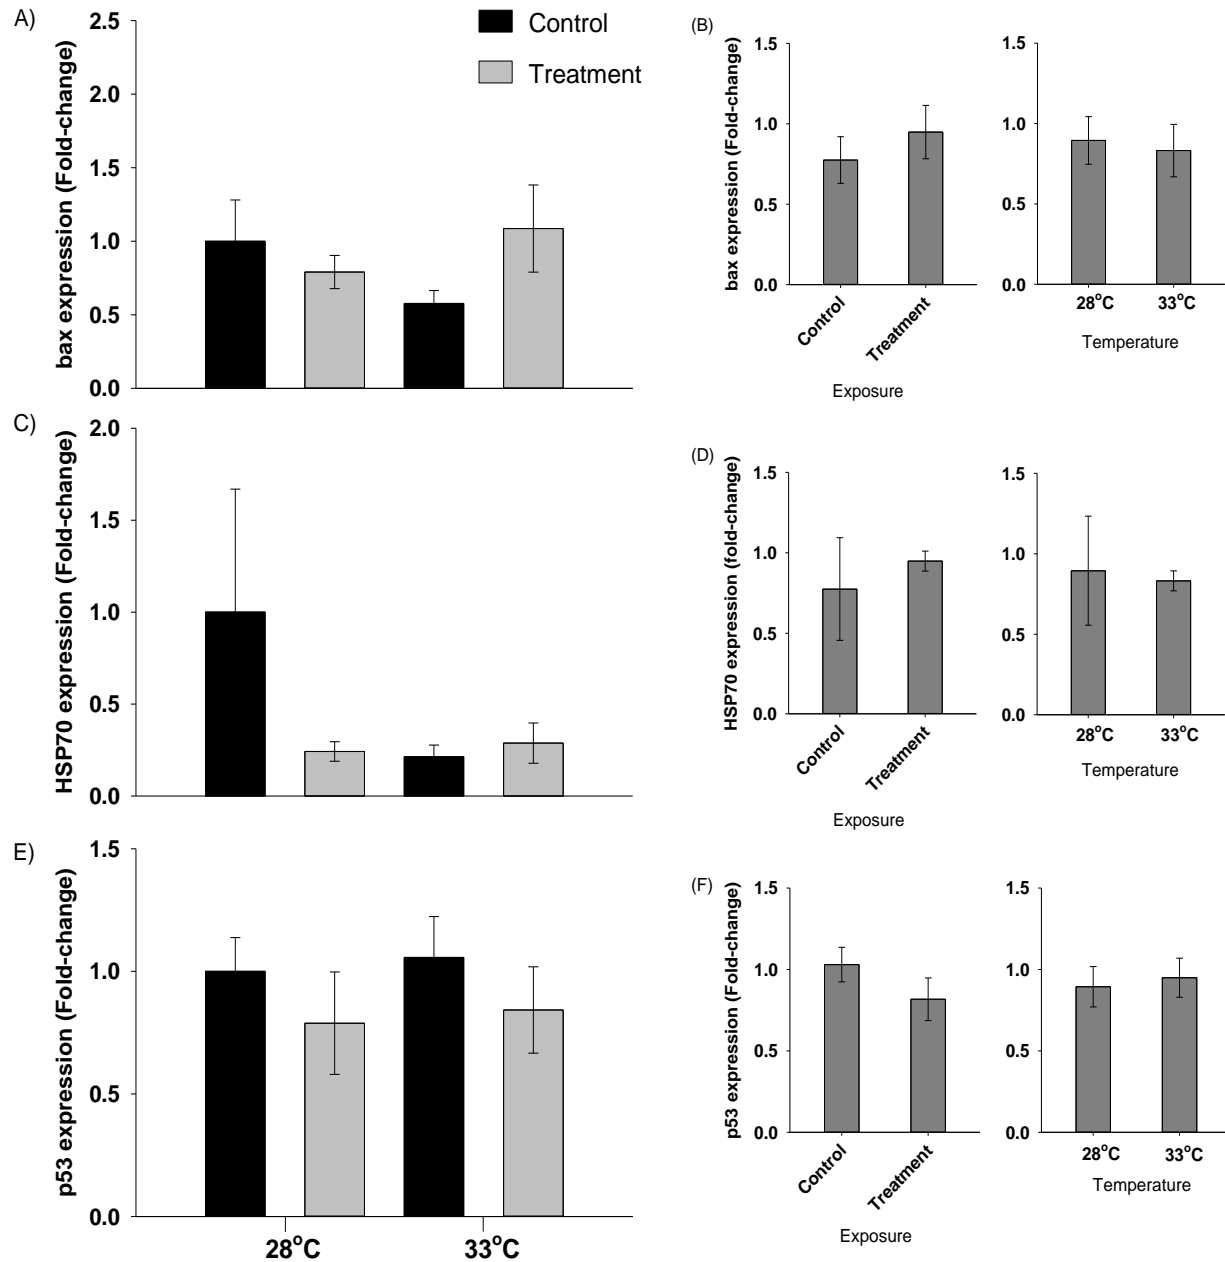 A)
bax expression (Fold-change)
2.5
2.0
1.5
1.0
0.5
0.0
Control
Treatment
(B)
bax expression (Fold-change)
1.5
1.0
0.5
0.0
Control
Treatment
Exposure
1.5
1.0
0.5
0.0
28°C
33°C
Temperature
C)
HSP70 expression (Fold-change)
2.0
1.5
1.0
0.5
0.0
(D)
HSP70 expression (fold-change)
1.5
1.0
0.5
0.0
Control
Treatment
Exposure
1.5
1.0
0.5
0.0
28°C
33°C
Temperature
E)
p53 expression (Fold-change)
1.5
1.0
0.5
0.0
28°C
33°C
(F)
p53 expression (Fold-change)
1.5
1.0
0.5
0.0
Control
Treatment
Exposure
1.5
1.0
0.5
0.0
28°C
33°C
Temperature